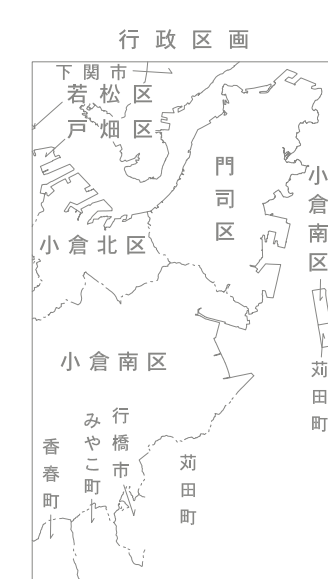 行政区画
下関市
若松区
戸畑区
門司区
小倉南区
小倉北区
小倉南区
苅田町
行橋市
みやこ町
香春町
苅田町